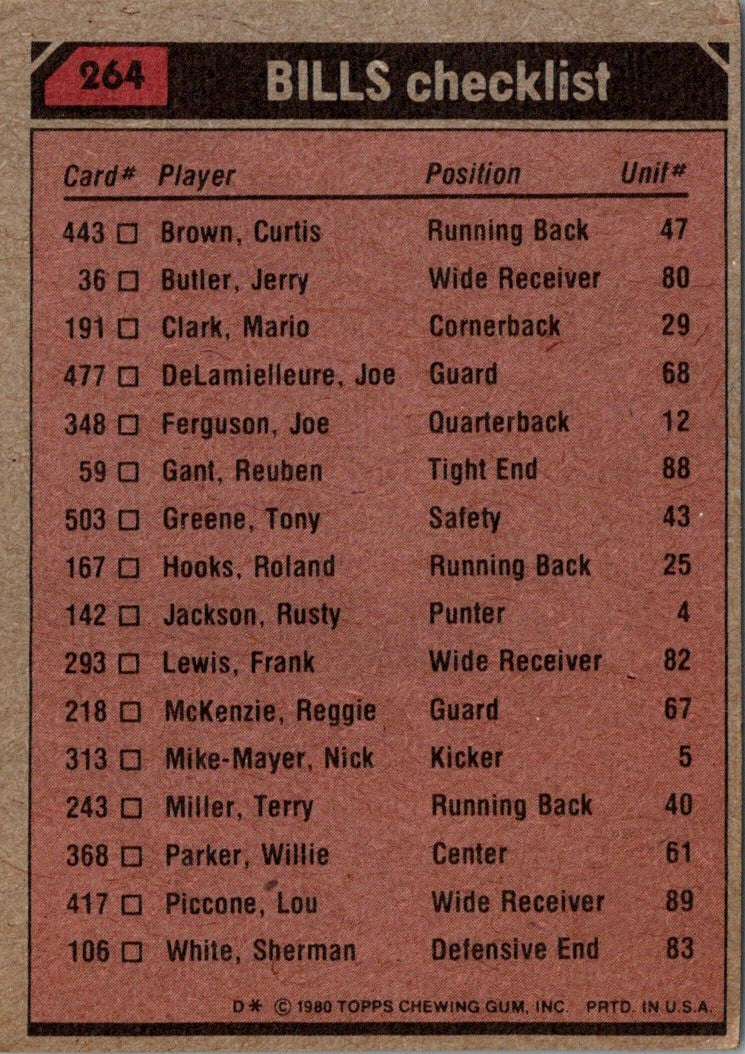 264 BILLS checklist
Card# Player Position Unif#
443 □ Brown, Curtis Running Back 47
36 □ Butler, Jerry Wide Receiver 80
191 □ Clark, Mario Cornerback 29
477 □ DeLamielleure, Joe Guard 68
348 □ Ferguson, Joe Quarterback 12
59 □ Gant, Reuben Tight End 88
503 □ Greene, Tony Safety 43
167 □ Hooks, Roland Running Back 25
142 □ Jackson, Rusty Punter 4
293 □ Lewis, Frank Wide Receiver 82
218 □ McKenzie, Reggie Guard 67
313 □ Mike-Mayer, Nick Kicker 5
243 □ Miller, Terry Running Back 40
368 □ Parker, Willie Center 61
417 □ Piccone, Lou Wide Receiver 89
106 □ White, Sherman Defensive End 83
D* © 1980 TOPPS CHEWING GUM, INC. PRTD. IN U.S.A.